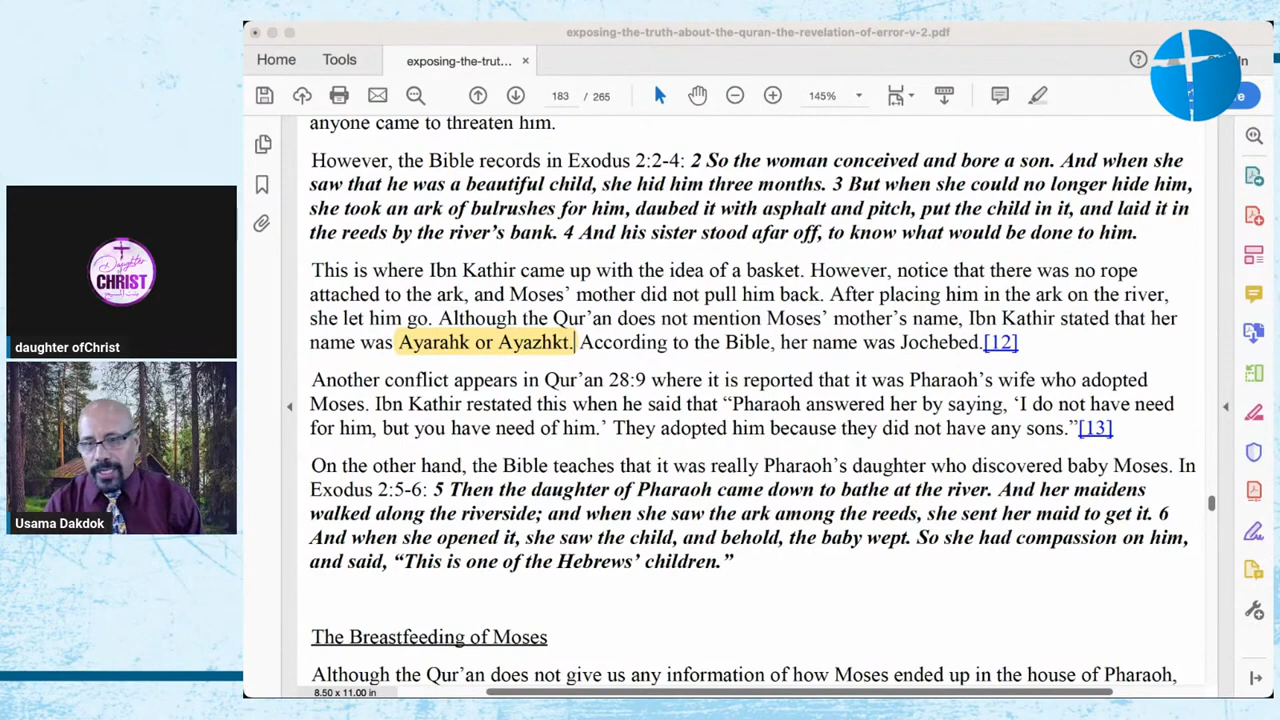 exposing-the-truth-about-the-quran-the-revelation-of-error-v-2.pdf
Home
Tools
exposing-the-trut...
In
183 / 265
145%
anyone came to threaten him.
However, the Bible records in Exodus 2:2-4: 2 So the woman conceived and bore a son. And when she
saw that he was a beautiful child, she hid him three months. 3 But when she could no longer hide him,
she took an ark of bulrushes for him, daubed it with asphalt and pitch, put the child in it, and laid it in
the reeds by the river's bank. 4 And his sister stood afar off, to know what would be done to him.
This is where Ibn Kathir came up with the idea of a basket. However, notice that there was no rope
attached to the ark, and Moses' mother did not pull him back. After placing him in the ark on the river,
she let him go. Although the Qur'an does not mention Moses' mother's name, Ibn Kathir stated that her
name was Ayarahk or Ayazhkt. According to the Bible, her name was Jochebed.[12]
Another conflict appears in Qur'an 28:9 where it is reported that it was Pharaoh's wife who adopted
Moses. Ibn Kathir restated this when he said that “Pharaoh answered her by saying, ‘I do not have need
for him, but you have need of him.’ They adopted him because they did not have any sons.”[13]
On the other hand, the Bible teaches that it was really Pharaoh's daughter who discovered baby Moses. In
Exodus 2:5-6: 5 Then the daughter of Pharaoh came down to bathe at the river. And her maidens
walked along the riverside; and when she saw the ark among the reeds, she sent her maid to get it. 6
And when she opened it, she saw the child, and behold, the baby wept. So she had compassion on him,
and said, “This is one of the Hebrews' children.”
The Breastfeeding of Moses
Although the Qur'an does not give us any information of how Moses ended up in the house of Pharaoh,
8.50 x 11.00 in
Daughter
CHRIST
daughter ofChrist
Usama Dakdok